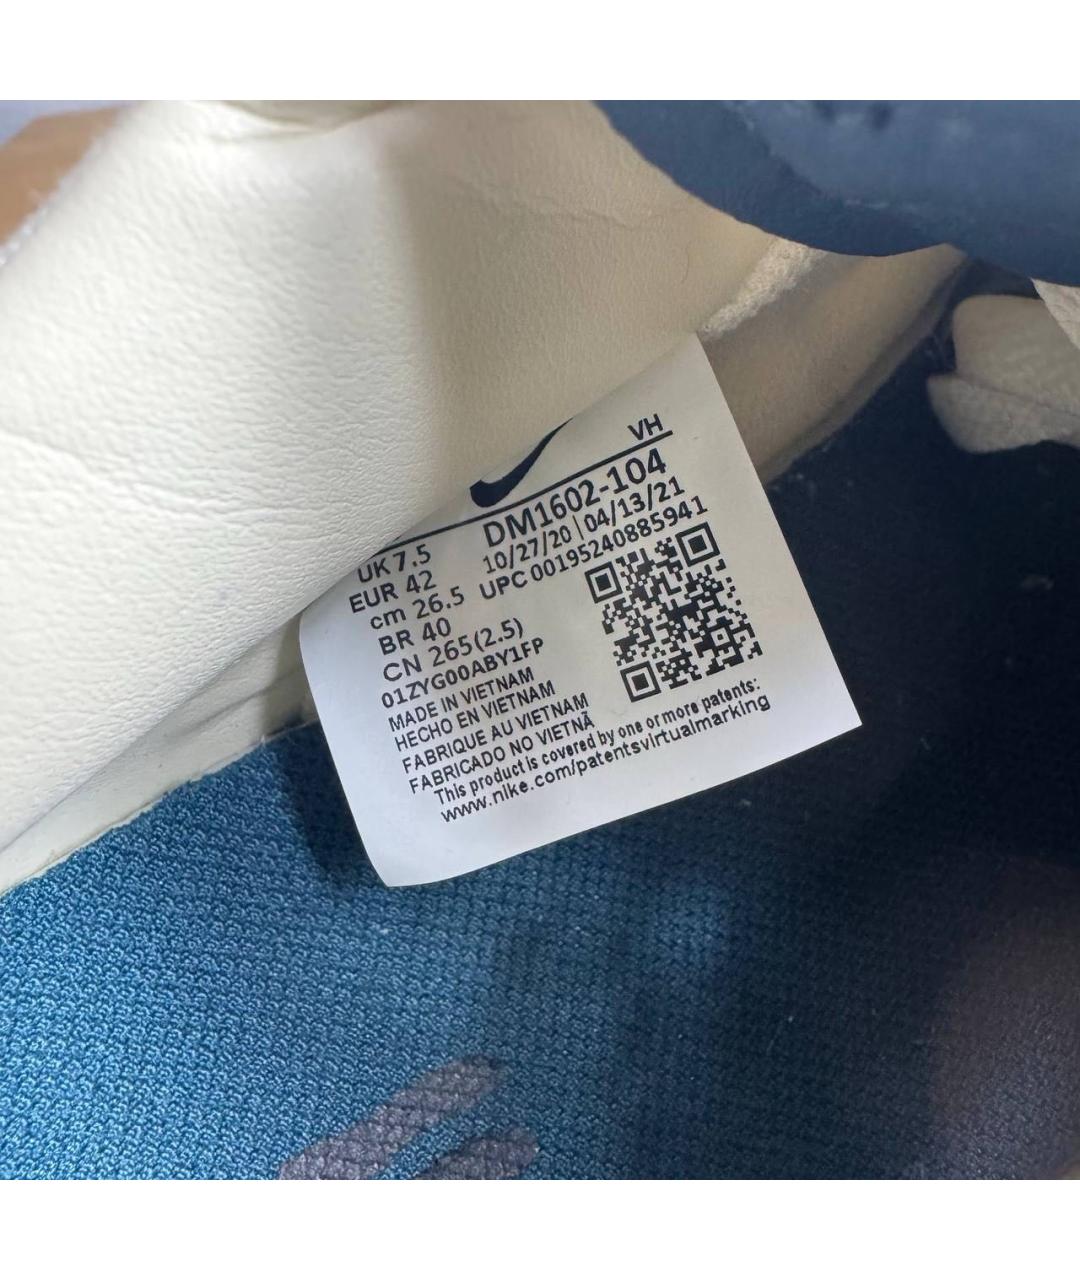 VH
DM1602-104
10/27/20 | 04/13/21
UPC 00195240885941
UK 7.5
EUR 42
cm 26.5
BR 40
CN 265(2.5)
01ZYG00ABY1FP
MADE IN VIETNAM
HECHO EN VIETNAM
FABRIQUE AU VIETNAM
FABRICADO NO VIETNÃ
This product is covered by one or more patents:
www.nike.com/patentsvirtualmarking